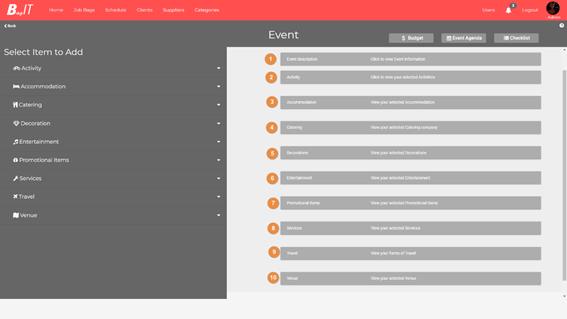 BugIT Home Job Bags Schedule Clients Suppliers Categories Users 3 Logout
Admin
Back
Event
$ Budget Event Agenda Checklist
Select Item to Add
Activity
Accommodation
Catering
Decoration
Entertainment
Promotional Items
Services
Travel
Venue
1 Event Description Click to view Event Information
2 Activity Click to view your selected Activities
3 Accommodation View your selected Accommodation
4 Catering View your selected Catering company
5 Decorations View your selected Decorations
6 Entertainment View your selected Entertainment
7 Promotional Items View your selected Promotional Items
8 Services View your selected Services
9 Travel View your Forms of Travel
10 Venue View your selected Venue